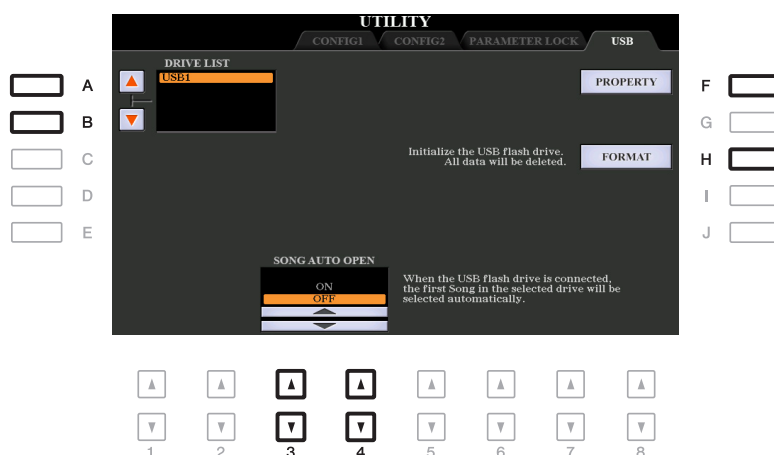 UTILITY
CONFIG1 CONFIG2 PARAMETER LOCK USB
DRIVE LIST
USB1
A
B
C
D
E
PROPERTY
F
G
Initialize the USB flash drive.
All data will be deleted.
FORMAT
H
I
J
SONG AUTO OPEN
ON
OFF
When the USB flash drive is connected,
the first Song in the selected drive will be
selected automatically.
1 2 3 4 5 6 7 8